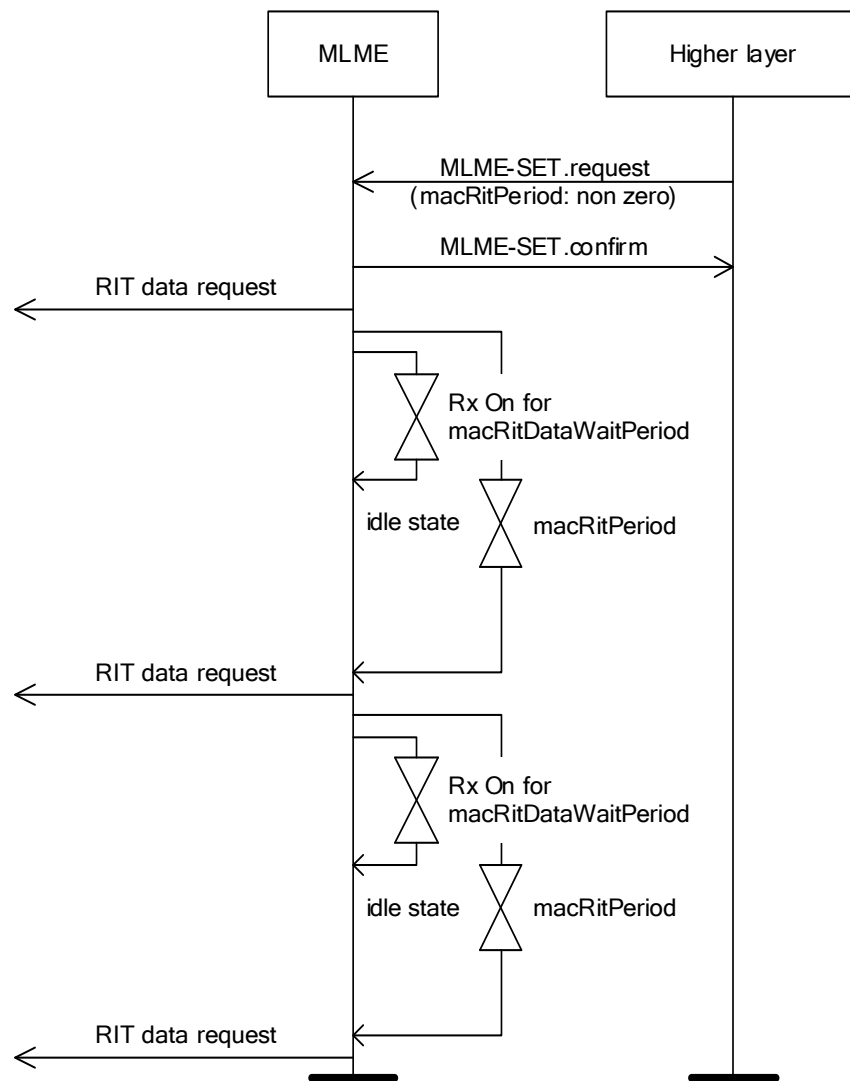 MLME
Higher layer
MLME-SET.request
(macRitPeriod: non zero)
MLME-SET.confirm
RIT data request
Rx On for
macRitDataWaitPeriod
idle state
macRitPeriod
RIT data request
Rx On for
macRitDataWaitPeriod
idle state
macRitPeriod
RIT data request